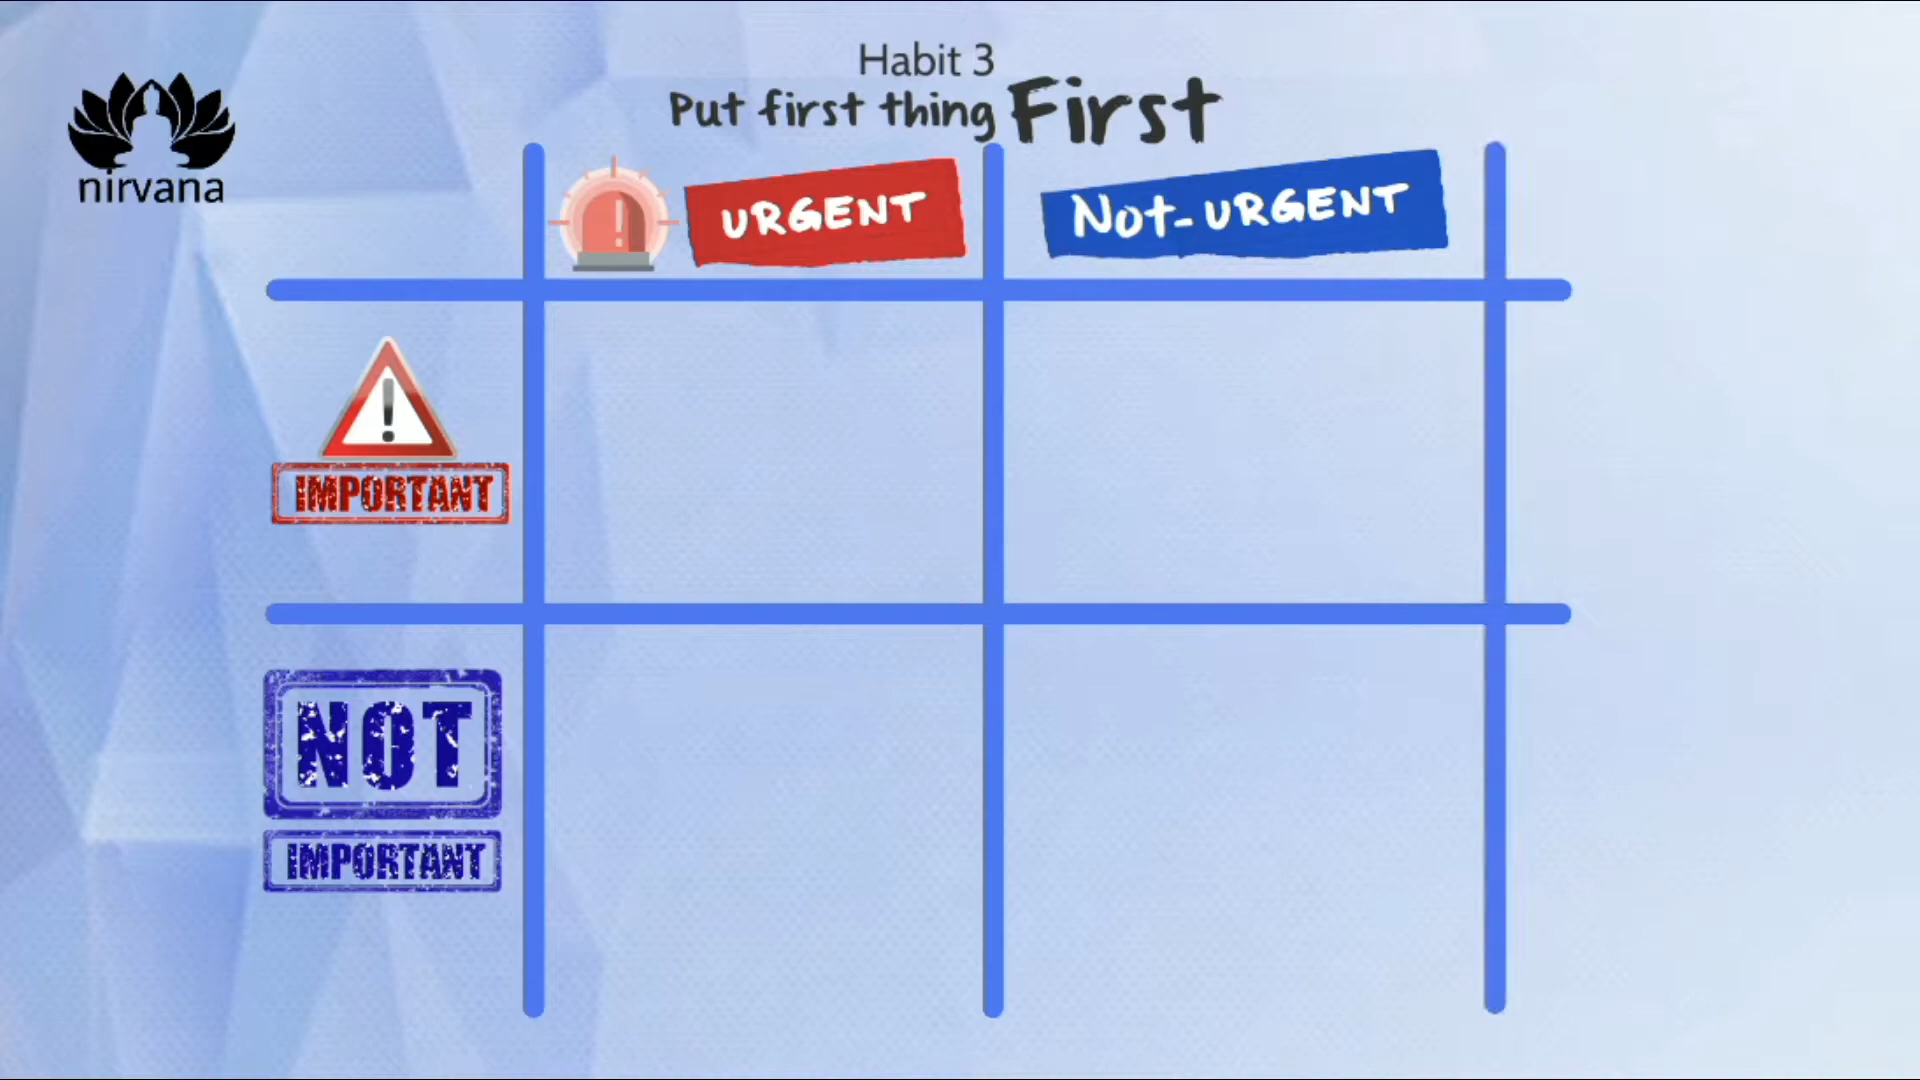 Habit 3
Put first thing First
nirvana
URGENT
Not-URGENT
IMPORTANT
NOT
IMPORTANT